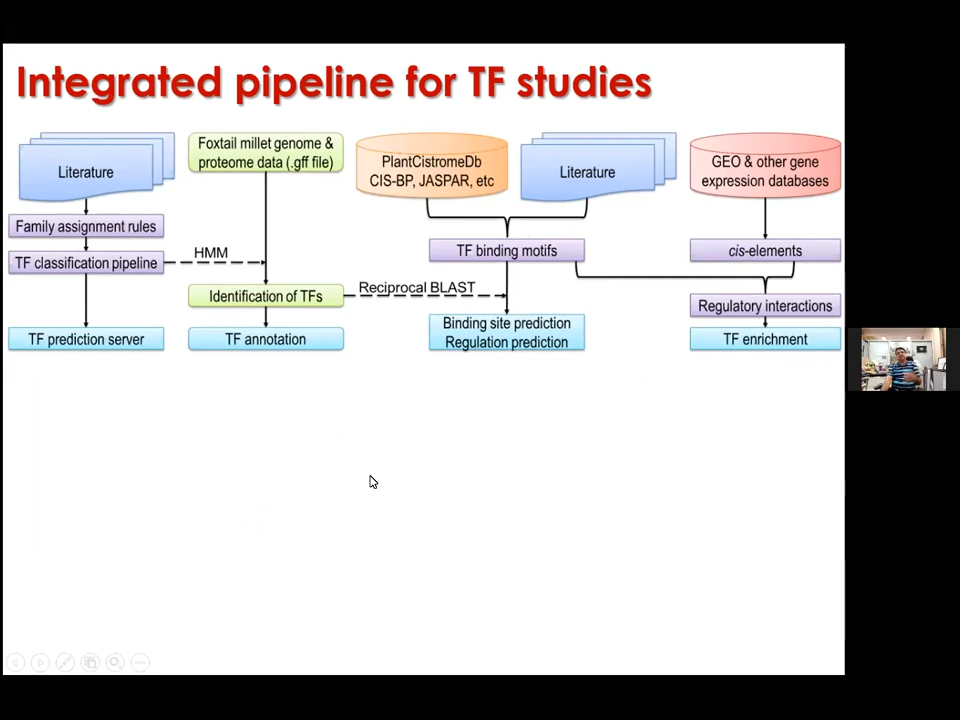 Integrated pipeline for TF studies
Literature
Family assignment rules
TF classification pipeline
TF prediction server
HMM
Foxtail millet genome &
proteome data (.gff file)
Identification of TFs
TF annotation
Reciprocal BLAST
PlantCistromeDb
CIS-BP, JASPAR, etc
Literature
TF binding motifs
Binding site prediction
Regulation prediction
GEO & other gene
expression databases
cis-elements
Regulatory interactions
TF enrichment